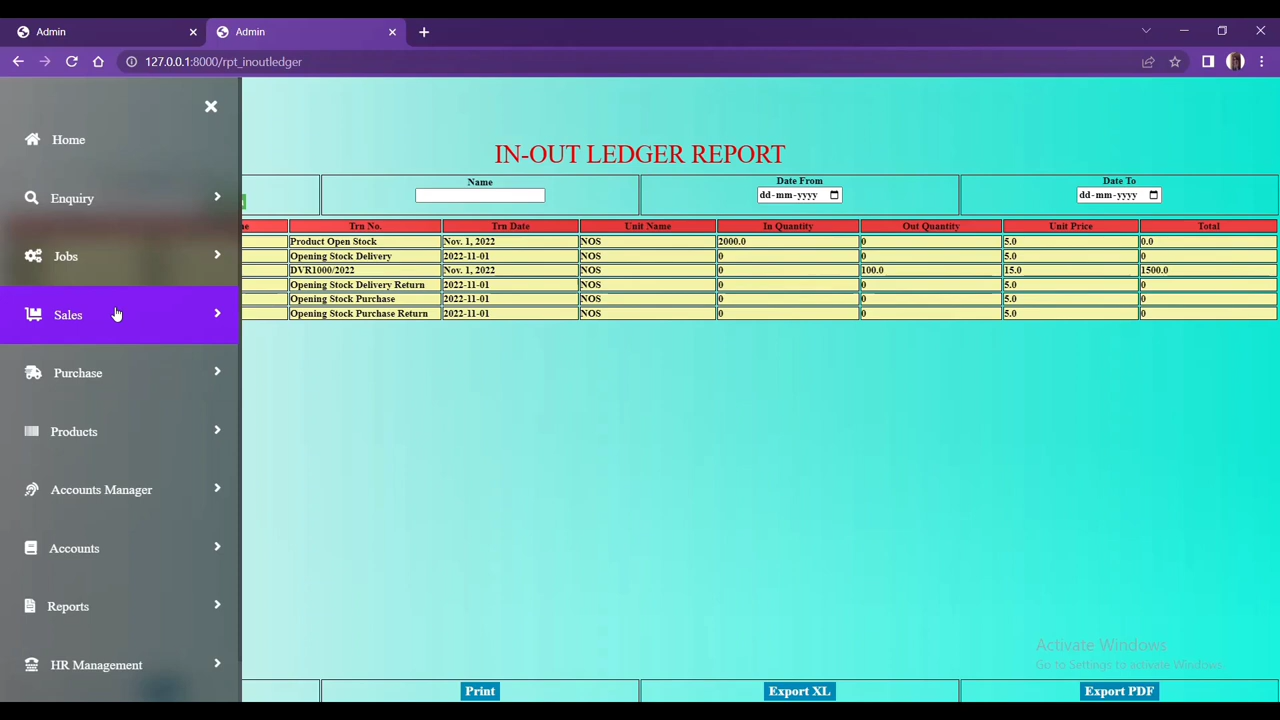 Admin
Admin
127.0.0.1:8000/rpt_inoutledger
Home
Enquiry
Jobs
Sales
Purchase
Products
Accounts Manager
Accounts
Reports
HR Management
IN-OUT LEDGER REPORT
Name Date From Date To
dd-mm-yyyy dd-mm-yyyy
Trn No. Trn Date Unit Name In Quantity Out Quantity Unit Price Total
Product Open Stock Nov. 1, 2022 NOS 2000.0 0 5.0 0.0
Opening Stock Delivery 2022-11-01 NOS 0 0 5.0 0
DVR1000/2022 Nov. 1, 2022 NOS 0 100.0 15.0 1500.0
Opening Stock Delivery Return 2022-11-01 NOS 0 0 5.0 0
Opening Stock Purchase 2022-11-01 NOS 0 0 5.0 0
Opening Stock Purchase Return 2022-11-01 NOS 0 0 5.0 0
Activate Windows
Go to Settings to activate Windows.
Print Export XL Export PDF